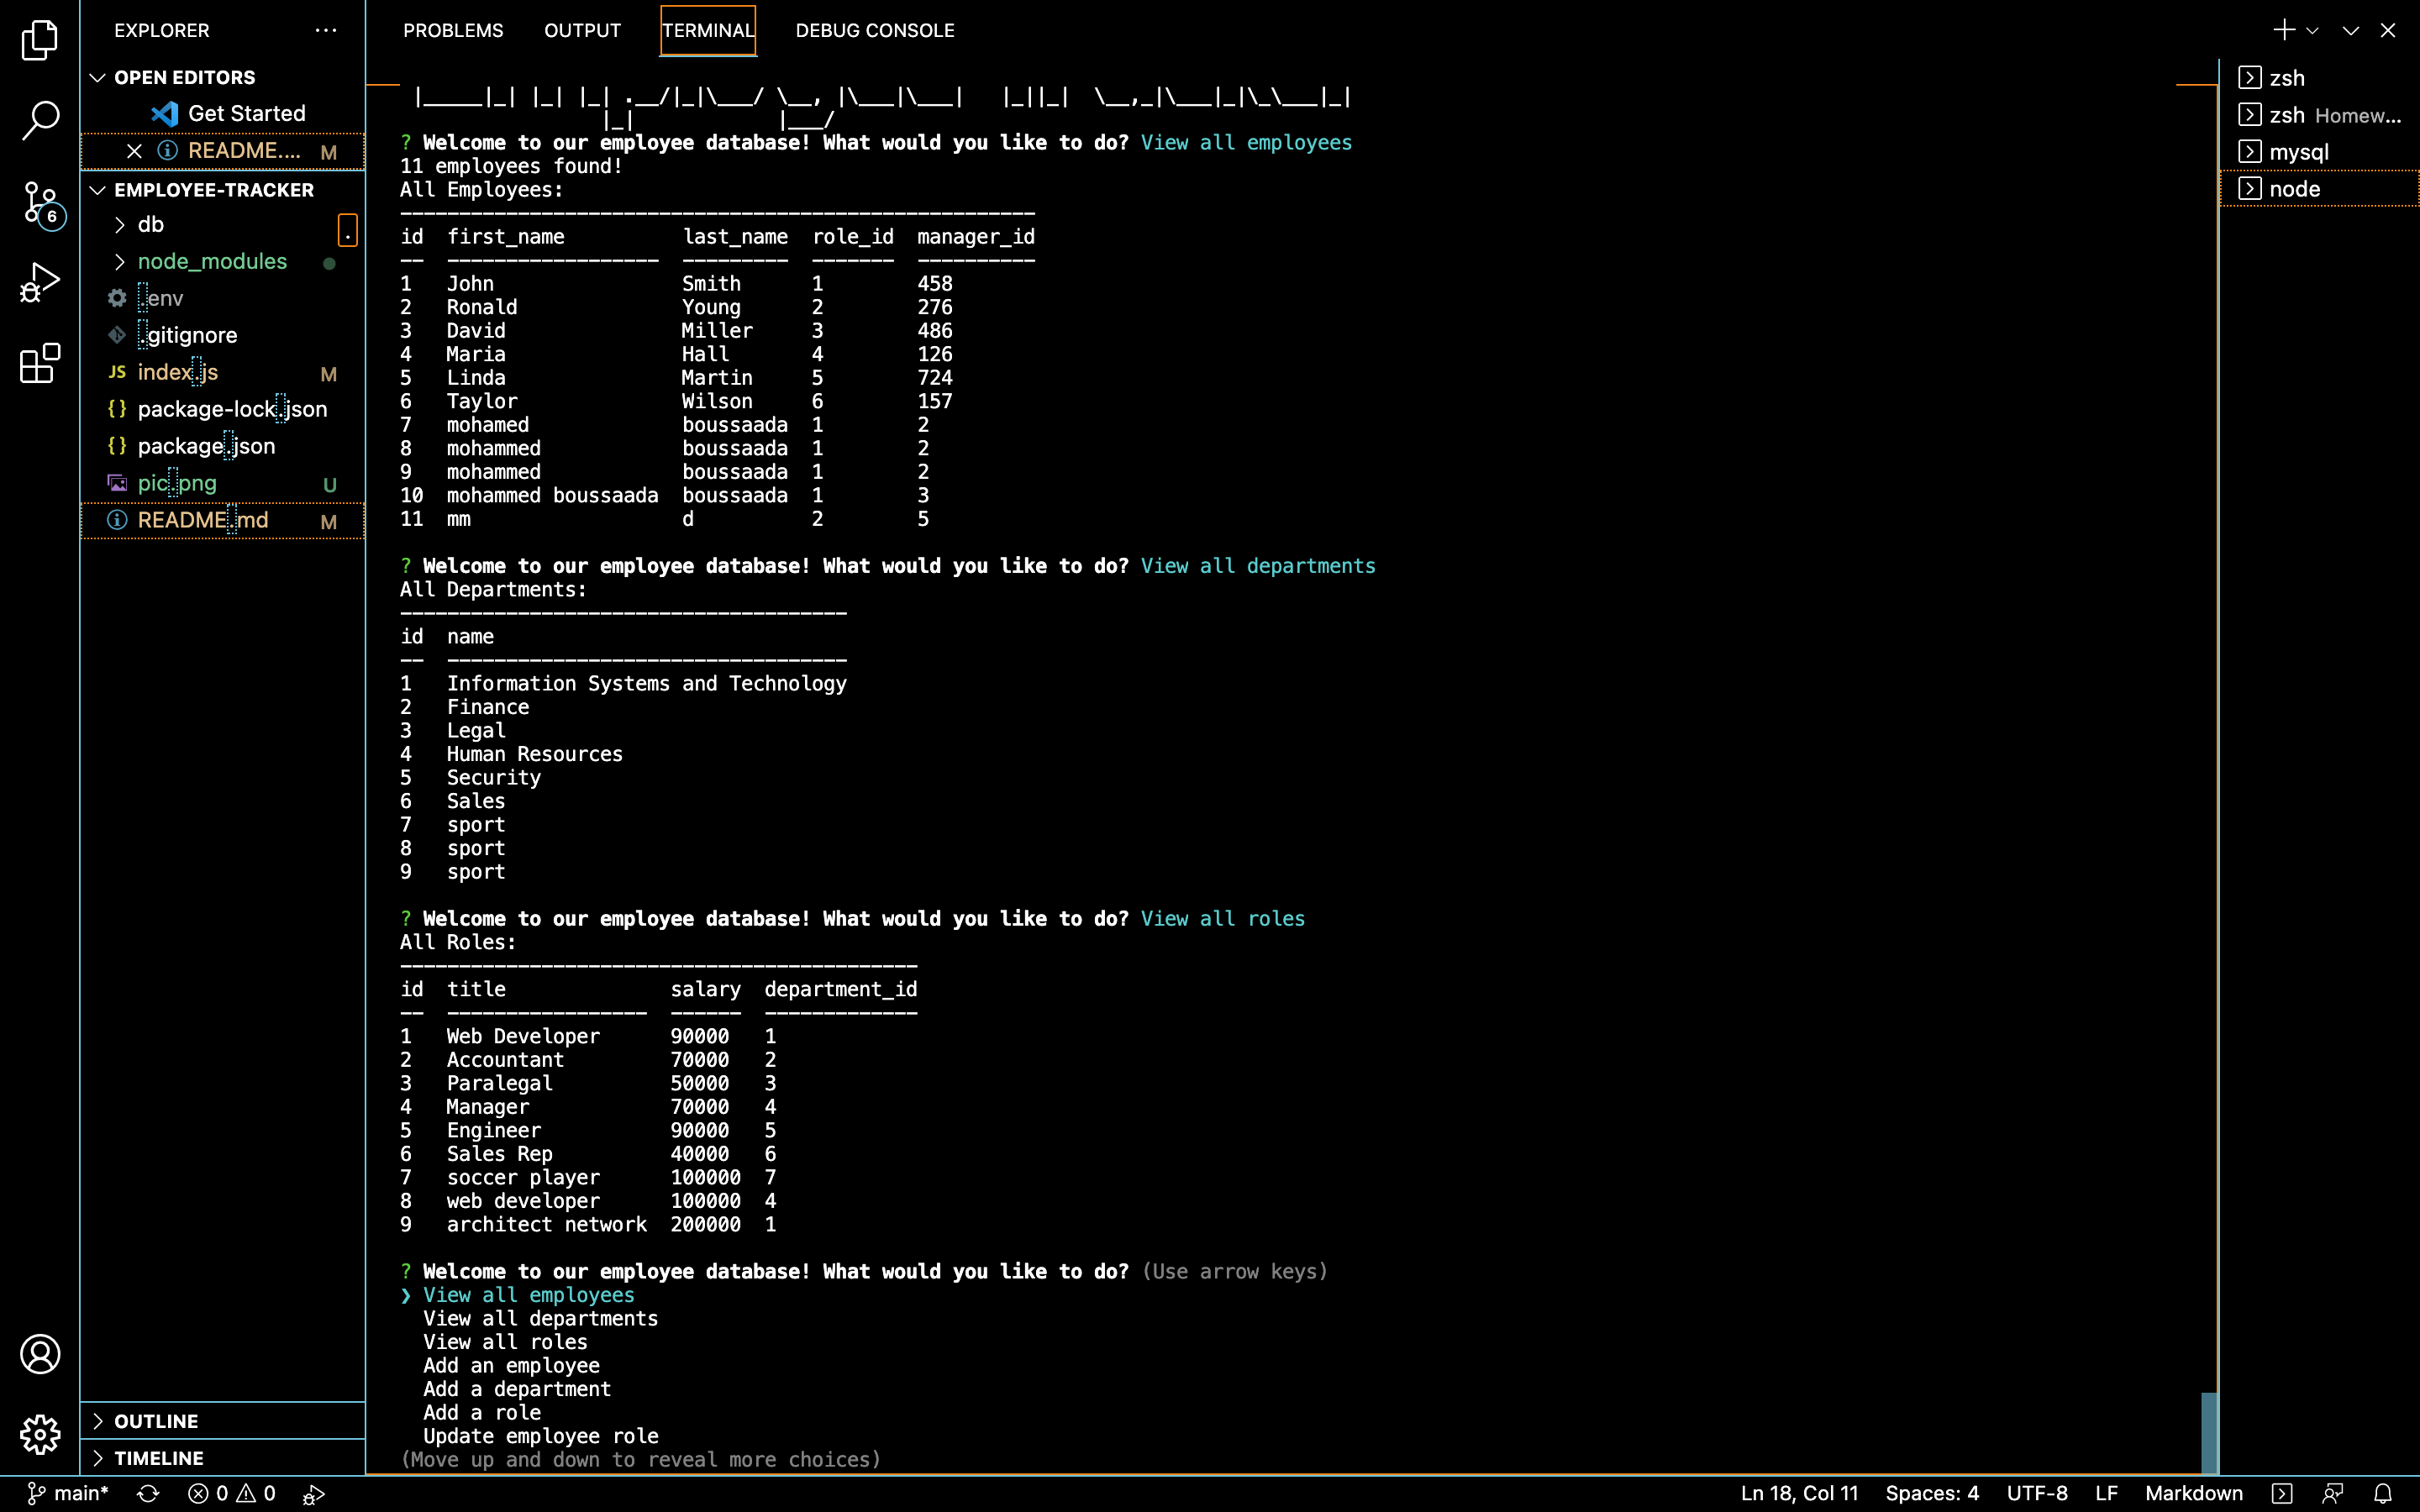 EXPLORER
OPEN EDITORS
Get Started
README.... M
EMPLOYEE-TRACKER
db .
node_modules
.env
.gitignore
JS index.js M
{} package-lock.json
{} package.json
pic.png U
README.md M
OUTLINE
TIMELINE
6
PROBLEMS OUTPUT TERMINAL DEBUG CONSOLE
|_____|_| |_| |_| .__/|_|\___/ \__, |\___|\___|   |_||_|  \__,_|\___|_|\_\___|_|
                |_|            |___/
? Welcome to our employee database! What would you like to do? View all employees
11 employees found!
All Employees:
------------------------------------------------------
id  first_name          last_name  role_id  manager_id
--  ------------------  ---------  -------  ----------
1   John                Smith      1        458
2   Ronald              Young      2        276
3   David               Miller     3        486
4   Maria               Hall       4        126
5   Linda               Martin     5        724
6   Taylor              Wilson     6        157
7   mohamed             boussaada  1        2
8   mohammed            boussaada  1        2
9   mohammed            boussaada  1        2
10  mohammed boussaada  boussaada  1        3
11  mm                  d          2        5
? Welcome to our employee database! What would you like to do? View all departments
All Departments:
--------------------------------------
id  name
--  ----------------------------------
1   Information Systems and Technology
2   Finance
3   Legal
4   Human Resources
5   Security
6   Sales
7   sport
8   sport
9   sport
? Welcome to our employee database! What would you like to do? View all roles
All Roles:
--------------------------------------------
id  title              salary  department_id
--  -----------------  ------  -------------
1   Web Developer      90000   1
2   Accountant         70000   2
3   Paralegal          50000   3
4   Manager            70000   4
5   Engineer           90000   5
6   Sales Rep          40000   6
7   soccer player      100000  7
8   web developer      100000  4
9   architect network  200000  1
? Welcome to our employee database! What would you like to do? (Use arrow keys)
❯ View all employees
View all departments
View all roles
Add an employee
Add a department
Add a role
Update employee role
(Move up and down to reveal more choices)
zsh
zsh Homew...
mysql
node
main* 0 0 Ln 18, Col 11 Spaces: 4 UTF-8 LF Markdown